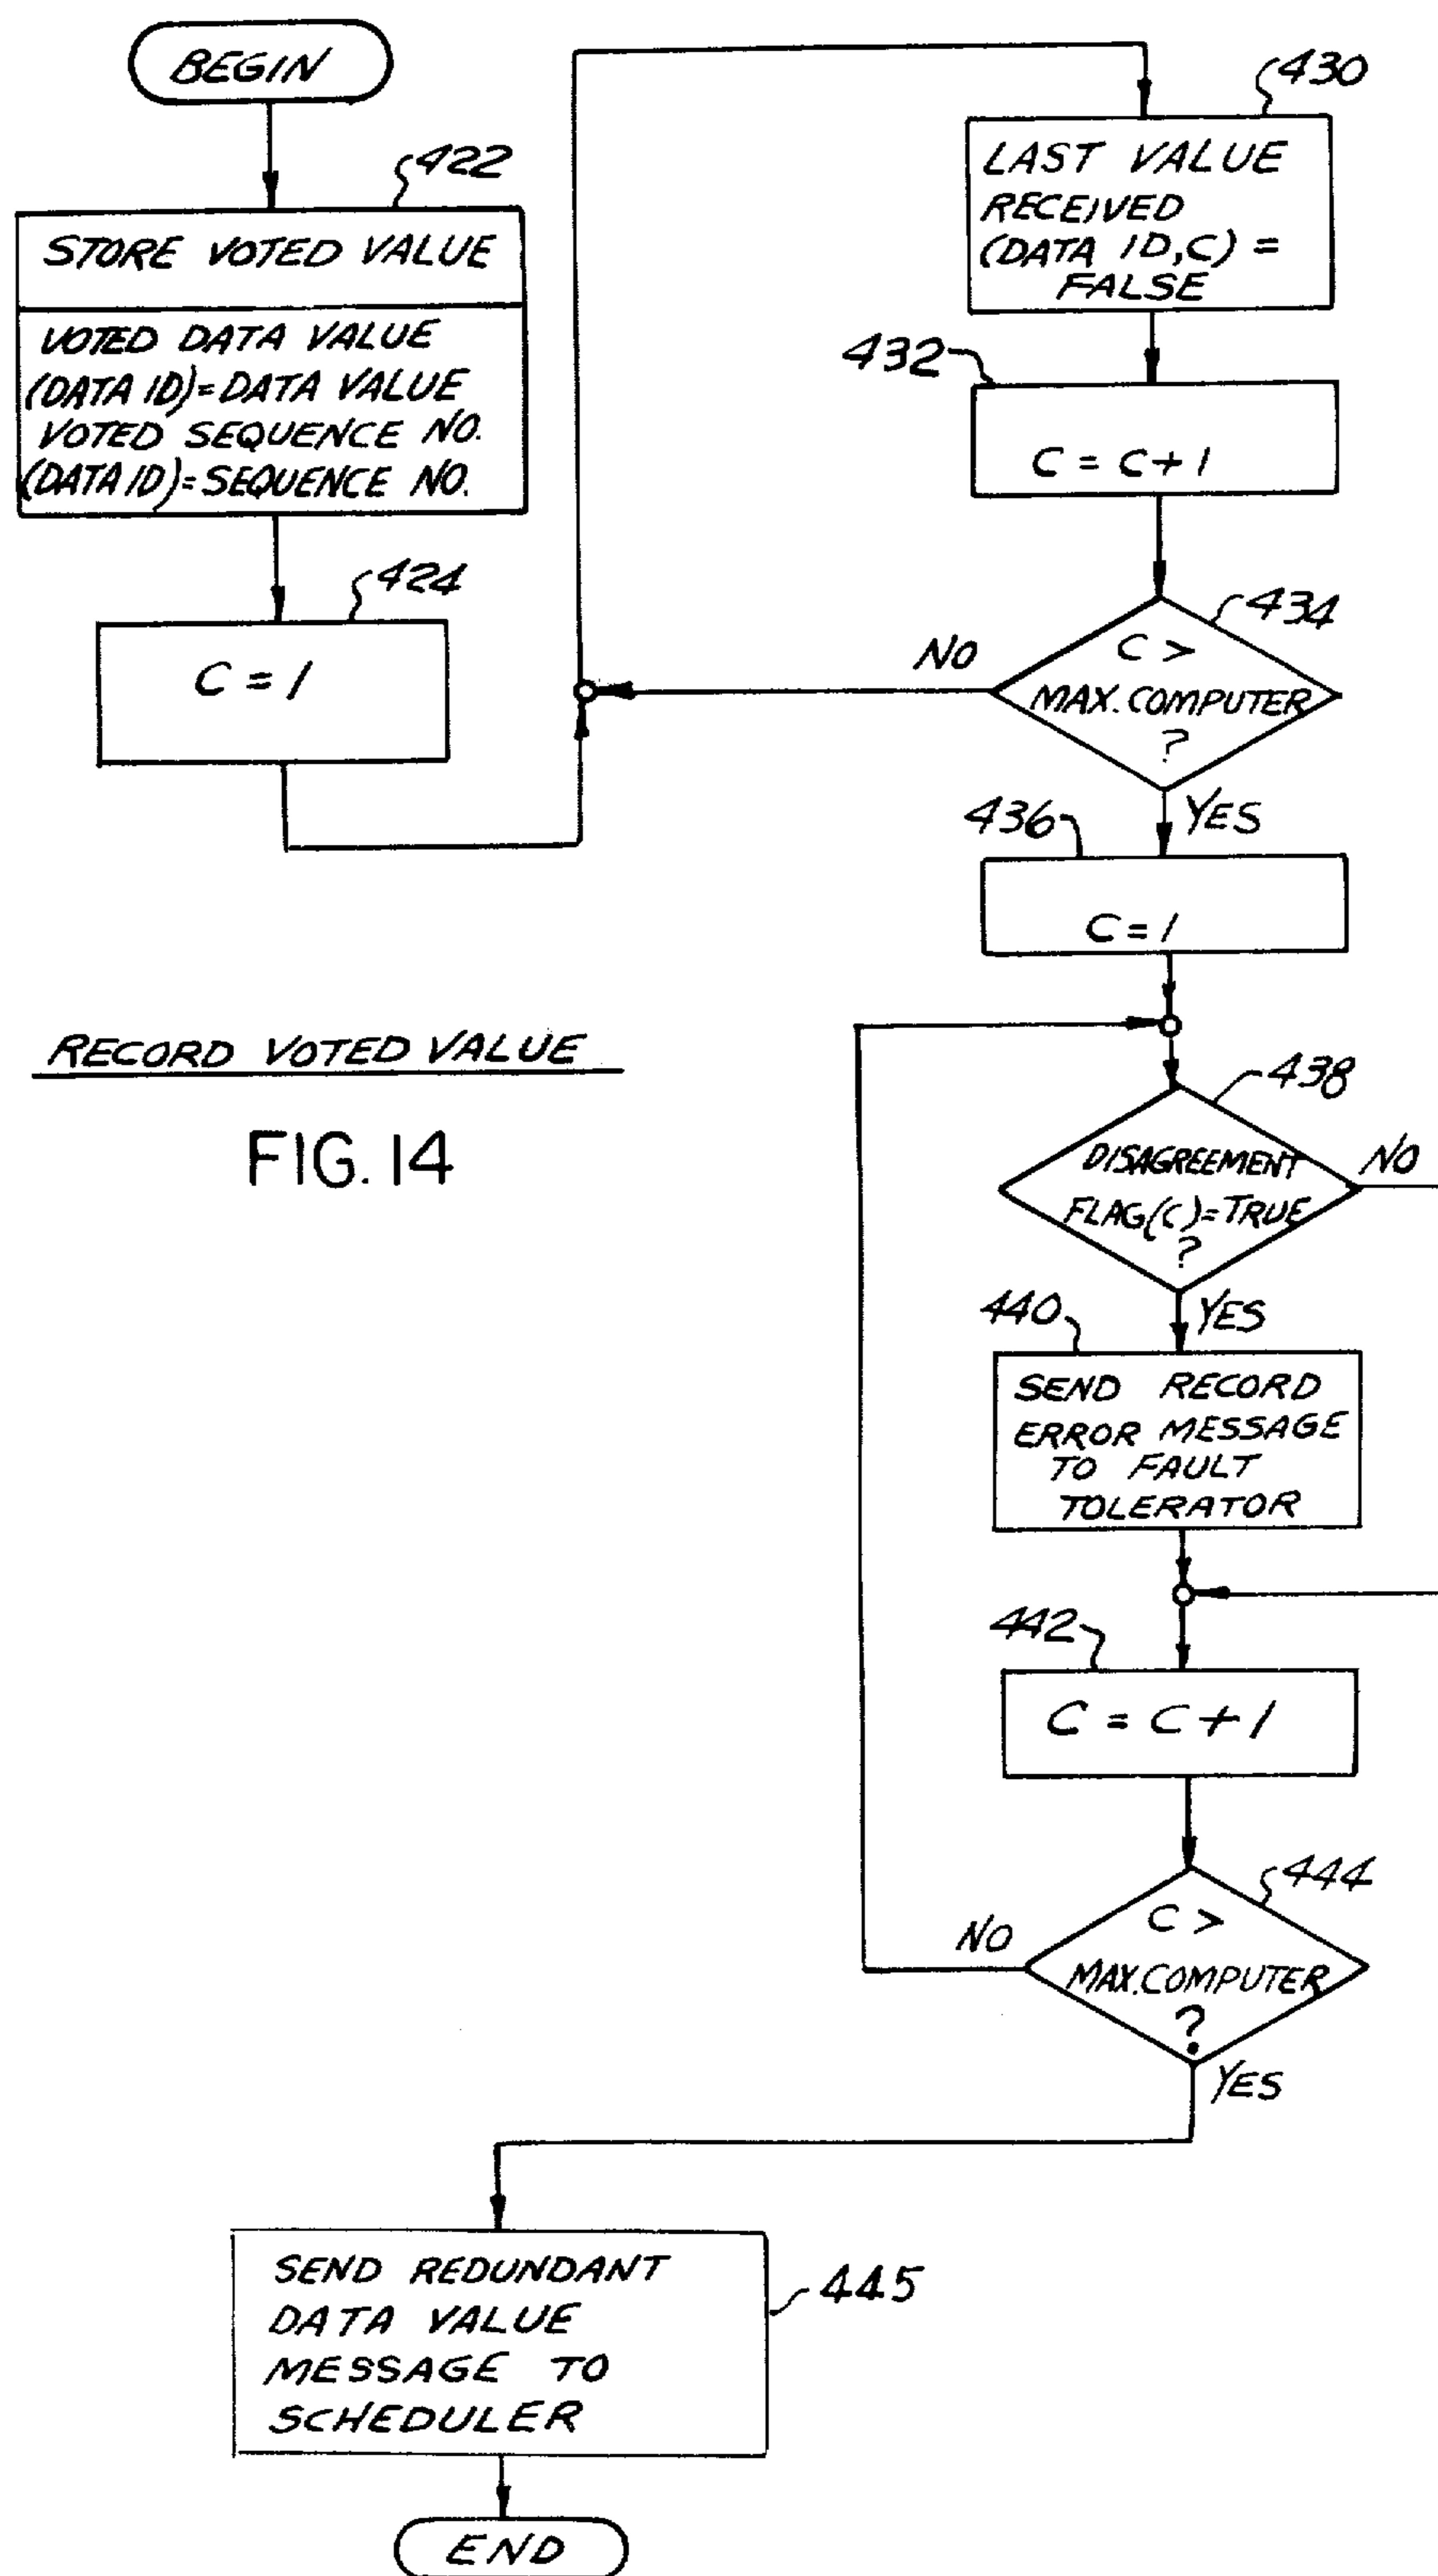 BEGIN
422
STORE VOTED VALUE
VOTED DATA VALUE
(DATA ID)=DATA VALUE
VOTED SEQUENCE NO.
(DATA ID)=SEQUENCE NO.
424
C = 1
430
LAST VALUE
RECEIVED
(DATA ID,C) =
FALSE
432
C = C + 1
434
C >
MAX. COMPUTER
?
NO
YES
436
C = 1
RECORD VOTED VALUE
FIG. 14
438
DISAGREEMENT
FLAG(C)=TRUE
?
NO
YES
440
SEND RECORD
ERROR MESSAGE
TO FAULT
TOLERATOR
442
C = C + 1
444
C >
MAX. COMPUTER
?
NO
YES
445
SEND REDUNDANT
DATA VALUE
MESSAGE TO
SCHEDULER
END